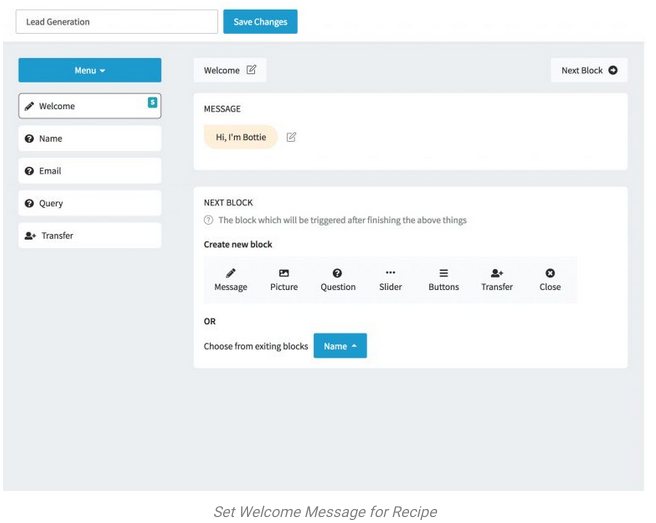 Lead Generation
Save Changes
Menu
Welcome
S
Name
Email
Query
Transfer
Welcome
Next Block
MESSAGE
Hi, I'm Bottie
NEXT BLOCK
The block which will be triggered after finishing the above things
Create new block
Message Picture Question Slider Buttons Transfer Close
OR
Choose from exiting blocks Name
Set Welcome Message for Recipe